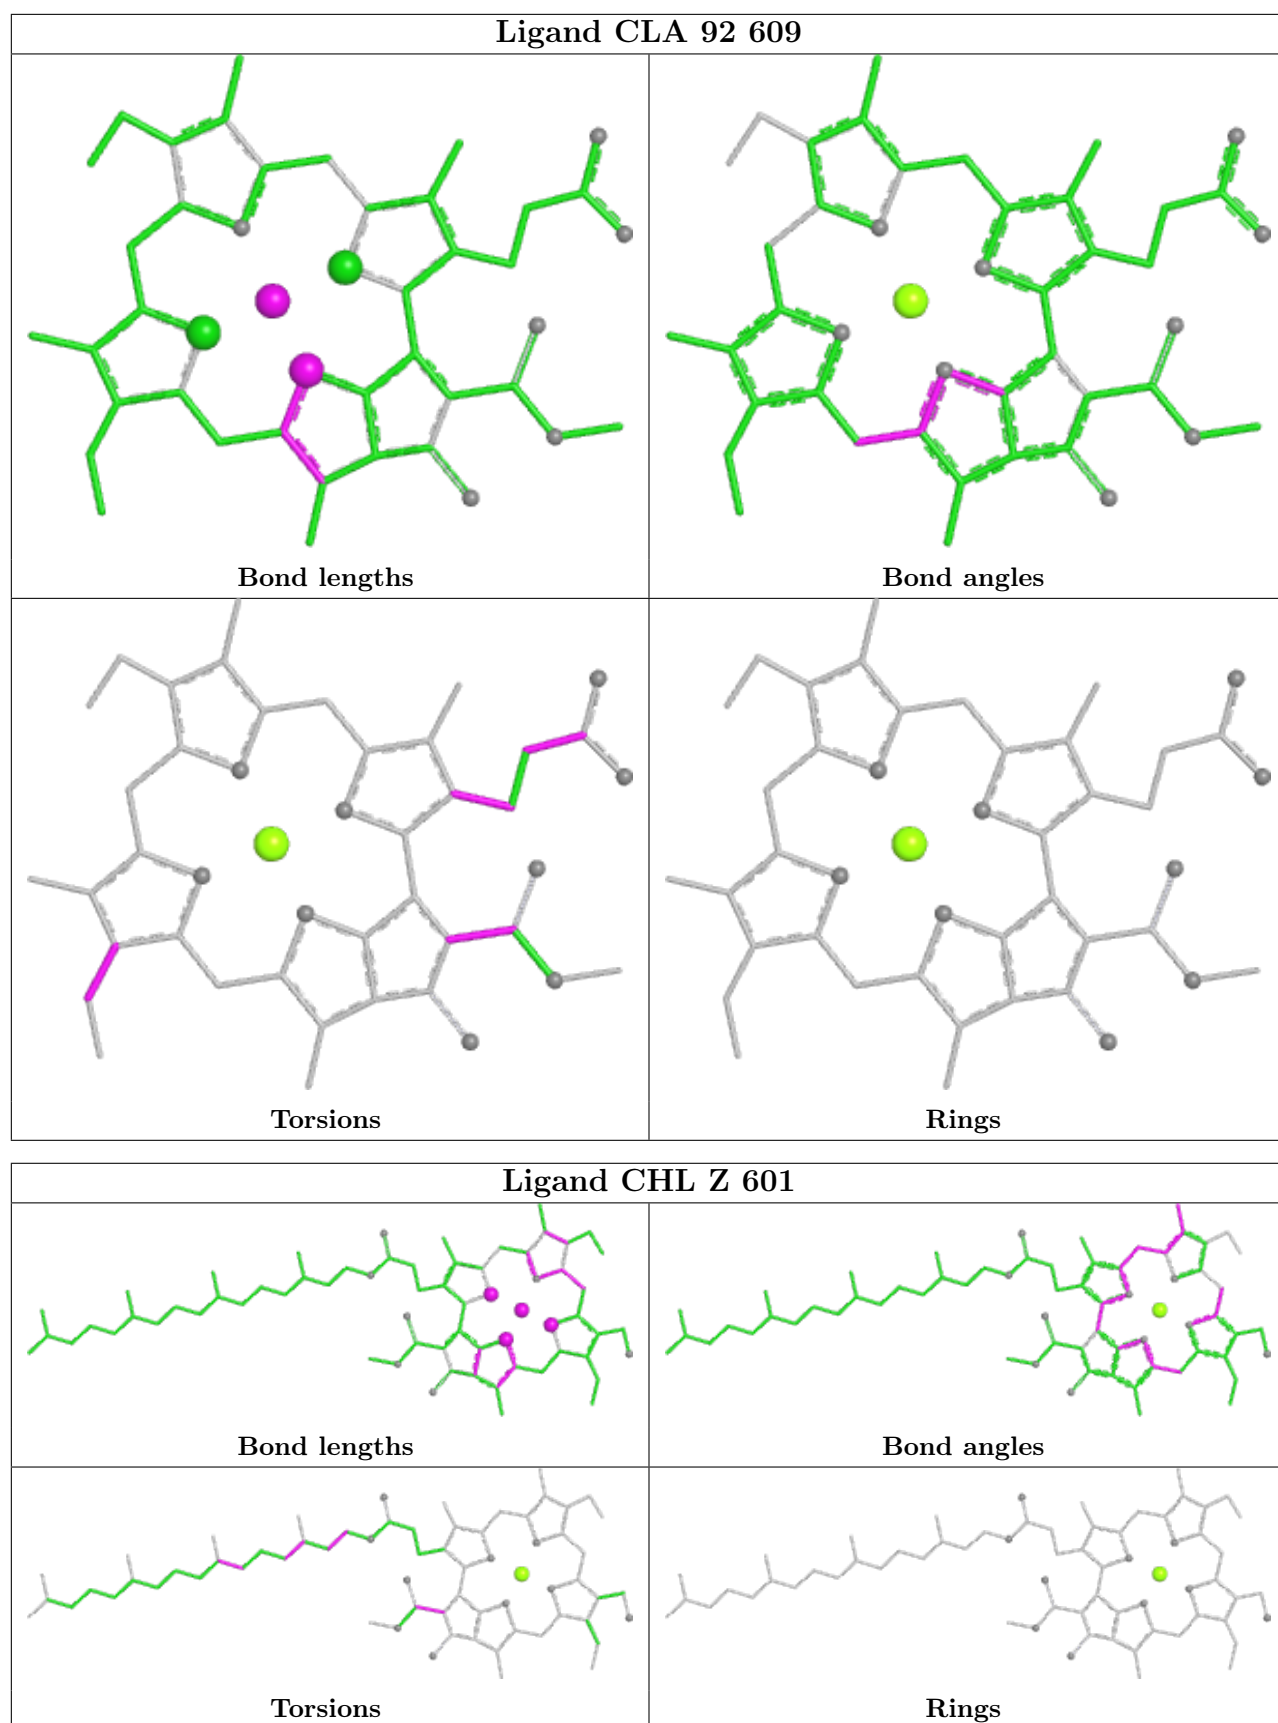 Ligand CLA 92 609
Bond lengths
Bond angles
Torsions
Rings
Ligand CHL Z 601
Bond lengths
Bond angles
Torsions
Rings